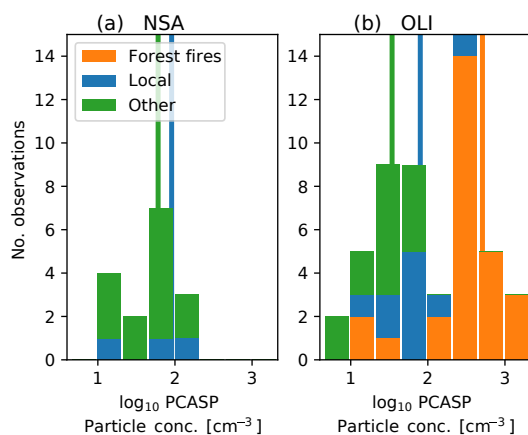 (a) NSA
(b) OLI
Forest fires
Local
Other
No. observations
14
12
10
8
6
4
2
0
14
12
10
8
6
4
2
0
1 2 3
1 2 3
log₁₀ PCASP
Particle conc. [cm⁻³]
log₁₀ PCASP
Particle conc. [cm⁻³]